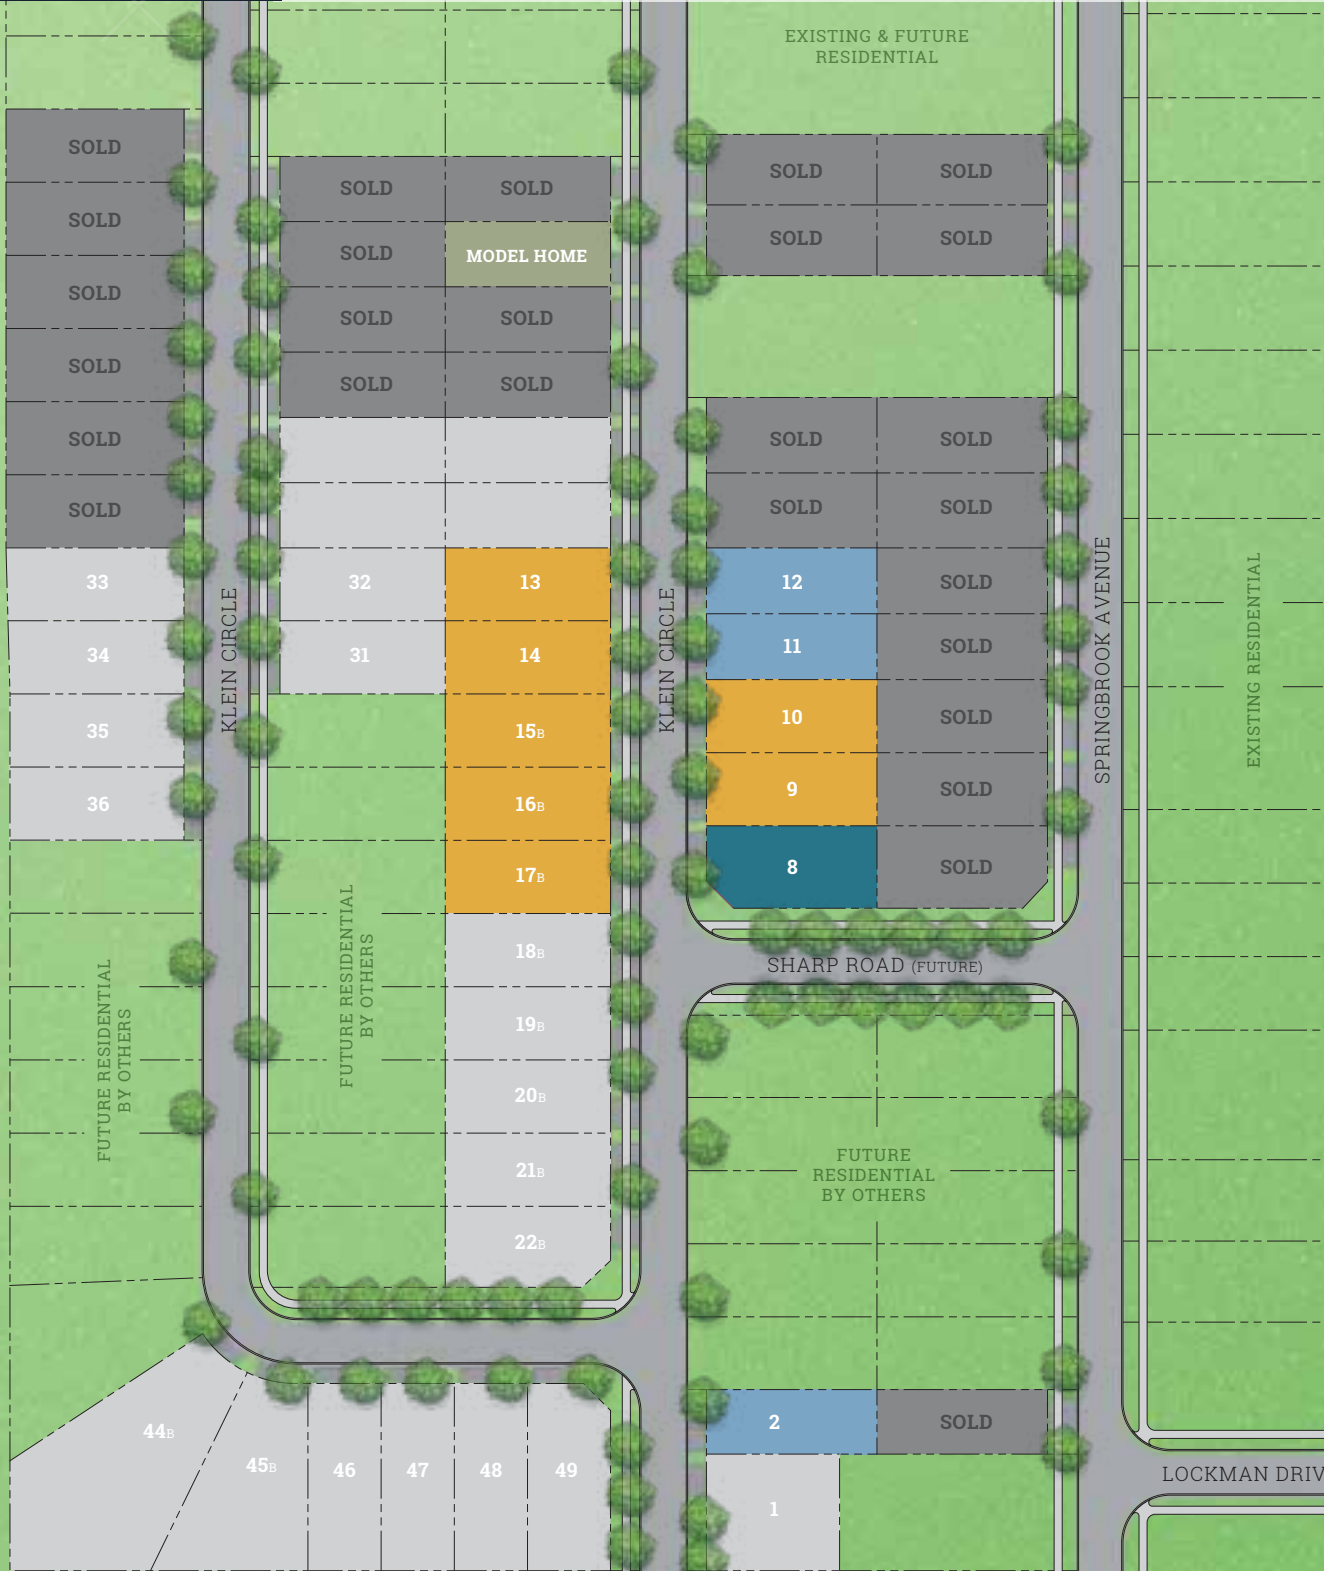 EXISTING & FUTURE
RESIDENTIAL
SOLD
SOLD
SOLD
SOLD
SOLD
SOLD
33
34
35
36
FUTURE RESIDENTIAL
BY OTHERS
KLEIN CIRCLE
SOLD SOLD
SOLD MODEL HOME
SOLD SOLD
SOLD SOLD
32 13
31 14
15B
16B
17B
18B
19B
20B
21B
22B
FUTURE RESIDENTIAL
BY OTHERS
KLEIN CIRCLE
SOLD SOLD
SOLD SOLD
SOLD SOLD
SOLD SOLD
12 SOLD
11 SOLD
10 SOLD
9 SOLD
8 SOLD
SPRINGBROOK AVENUE
EXISTING RESIDENTIAL
SHARP ROAD (FUTURE)
FUTURE
RESIDENTIAL
BY OTHERS
2 SOLD
1
LOCKMAN DRIV
44B
45B
46
47
48
49